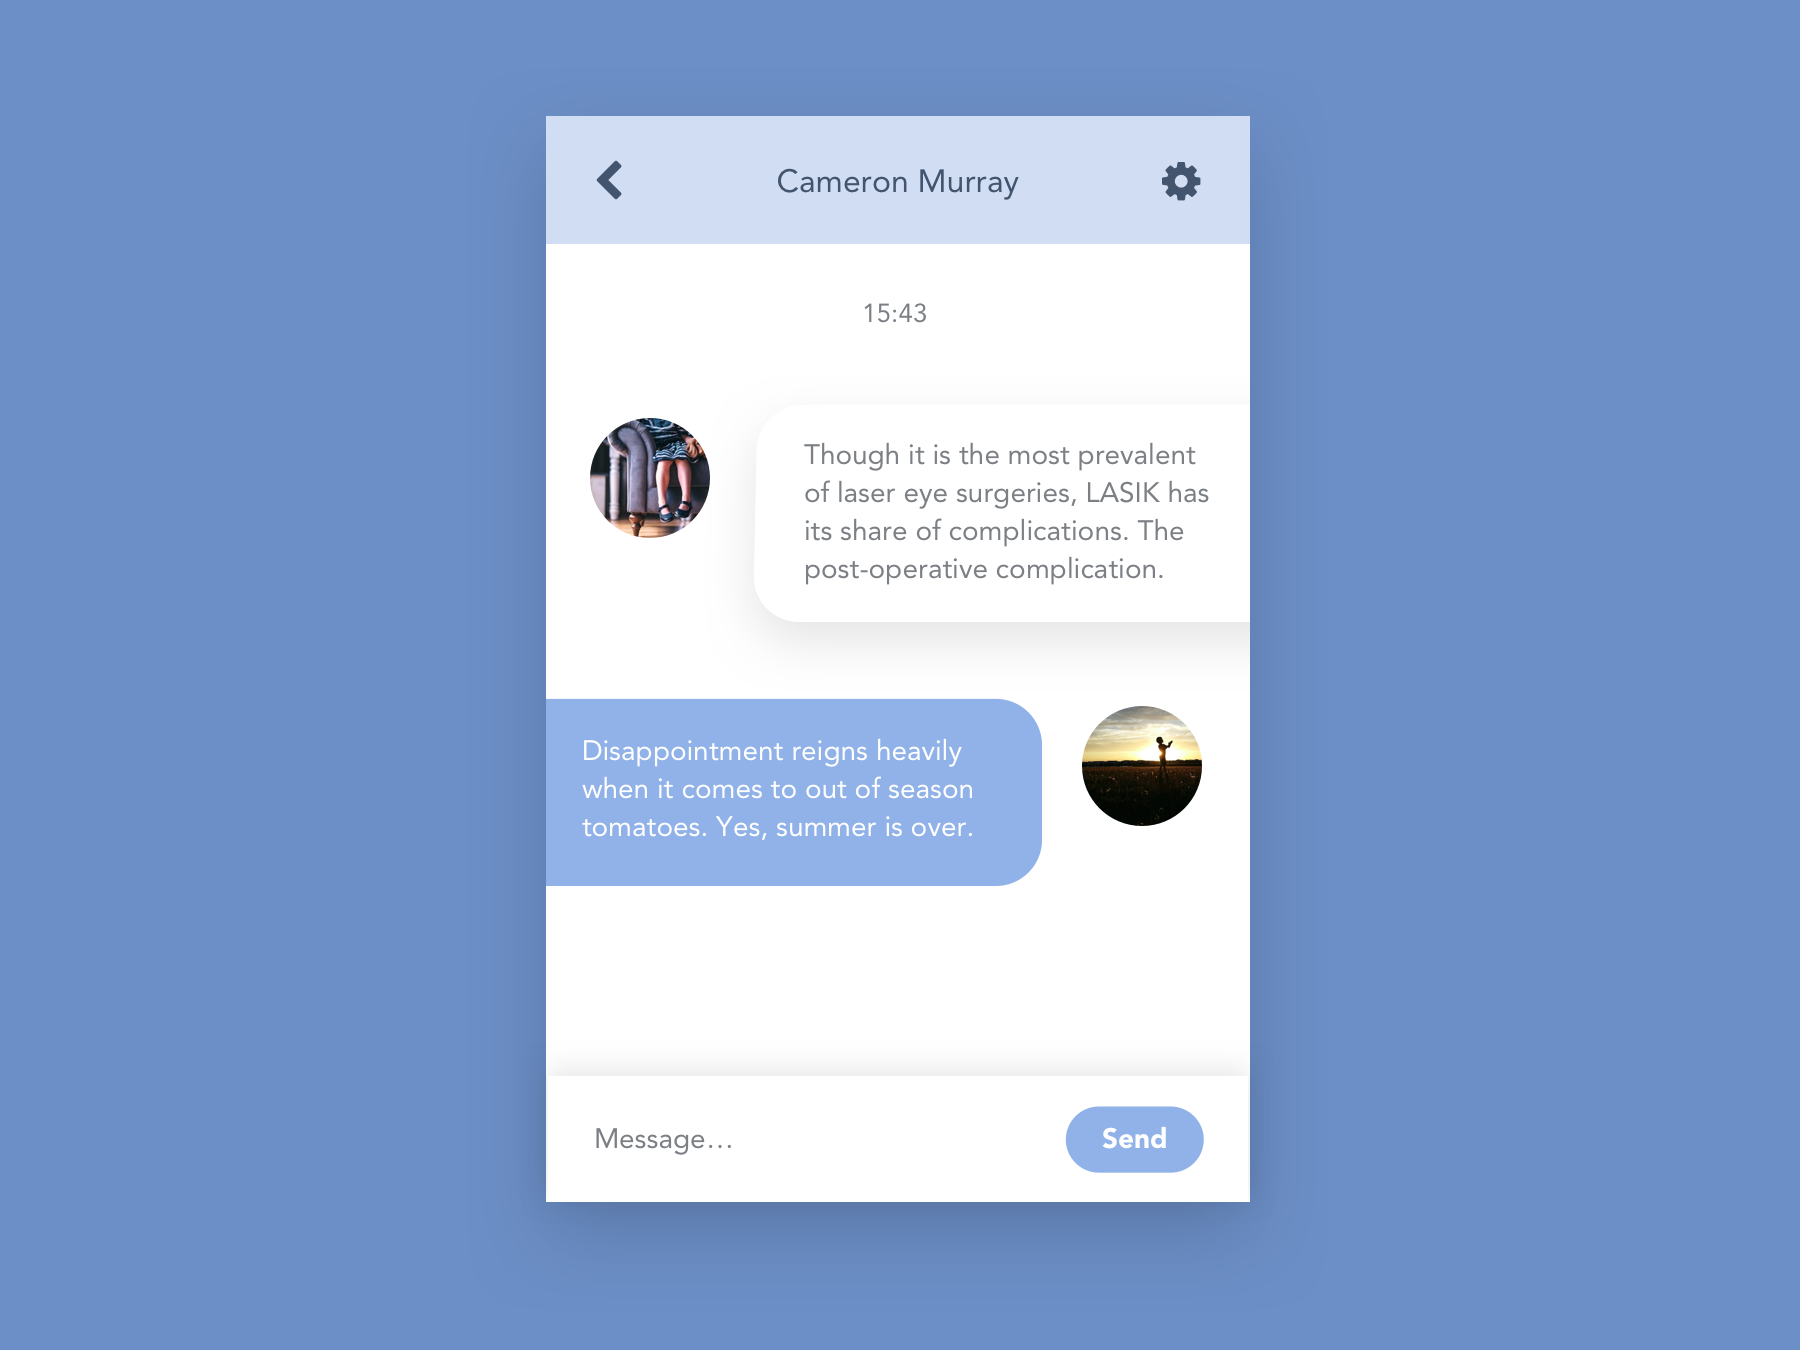 Cameron Murray
15:43
Though it is the most prevalent
of laser eye surgeries, LASIK has
its share of complications. The
post-operative complication.
Disappointment reigns heavily
when it comes to out of season
tomatoes. Yes, summer is over.
Message...
Send